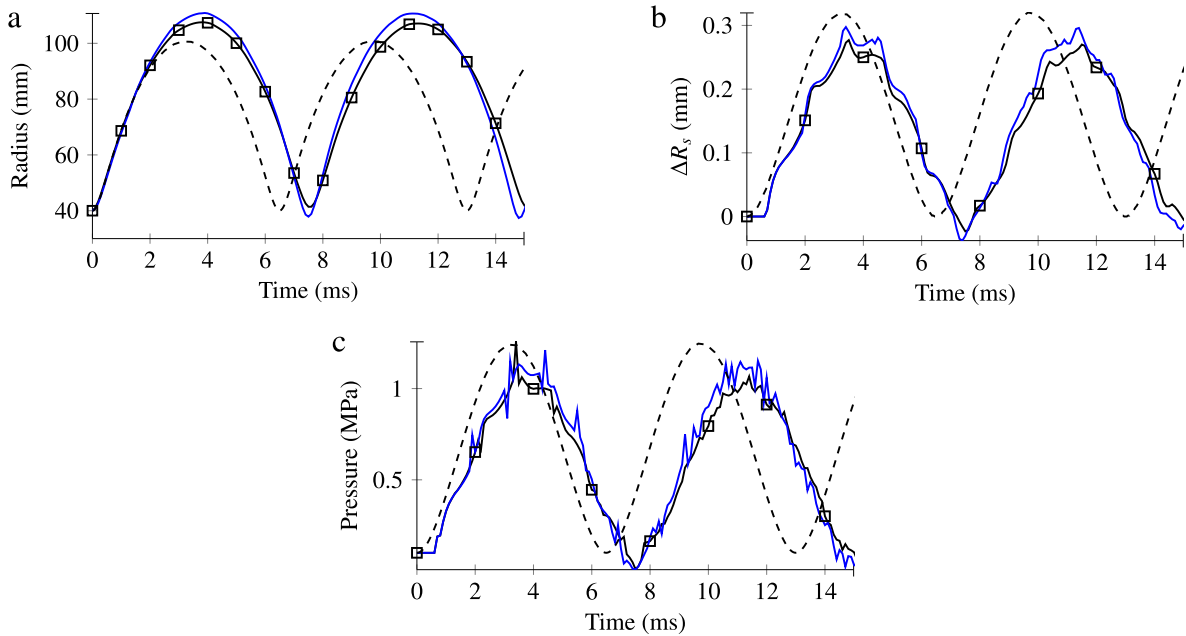 a
Radius (mm)
100
80
60
40
0 2 4 6 8 10 12 14
Time (ms)
b
ΔRs (mm)
0.3
0.2
0.1
0
0 2 4 6 8 10 12 14
Time (ms)
c
Pressure (MPa)
1
0.5
0 2 4 6 8 10 12 14
Time (ms)